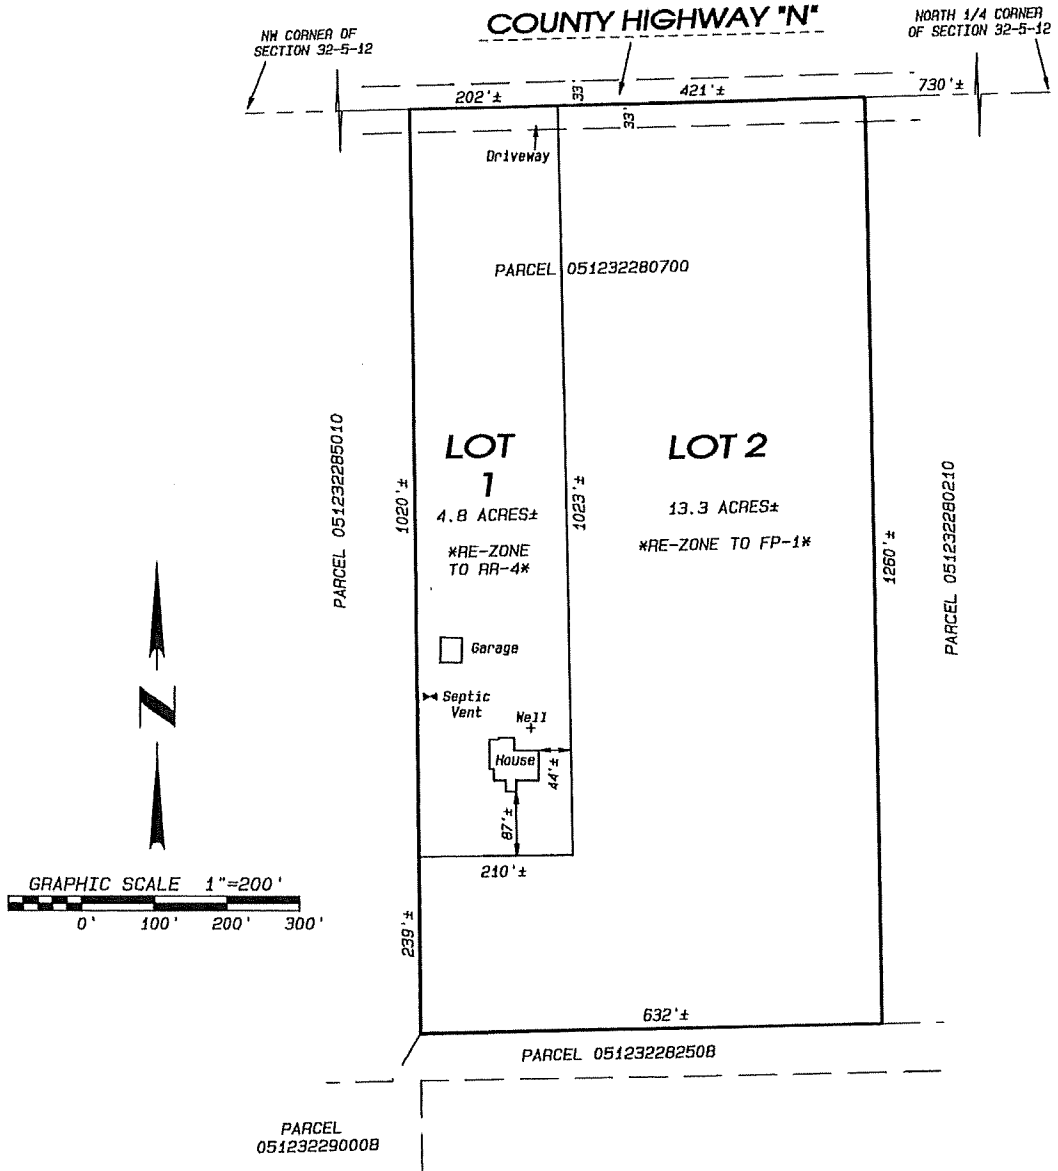 COUNTY HIGHWAY "N"
NW CORNER OF
SECTION 32-5-12
NORTH 1/4 CORNER
OF SECTION 32-5-12
202'±
33'
421'±
730'±
33'
Driveway
PARCEL 051232280700
PARCEL 051232285010
LOT
1
4.8 ACRES±
*RE-ZONE
TO RR-4*
1020'±
1023'±
LOT 2
13.3 ACRES±
*RE-ZONE TO FP-1*
1260'±
PARCEL 051232280210
Garage
Septic
Vent
Well
House
44'±
87'±
210'±
N
GRAPHIC SCALE 1"=200'
0' 100' 200' 300'
239'±
632'±
PARCEL 051232282508
PARCEL
051232290008